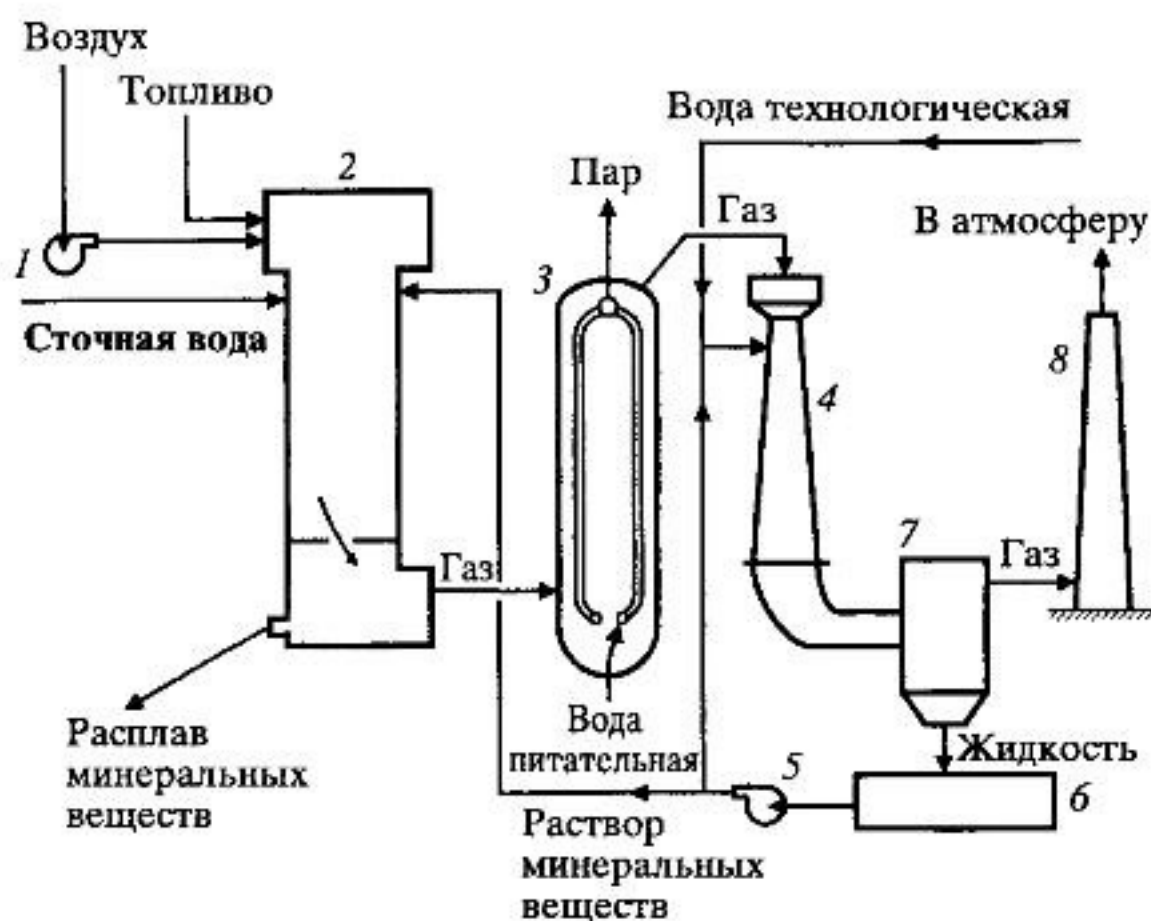 Воздух
Топливо
Вода технологическая
2
Пар
Газ
В атмосферу
1
3
Сточная вода
8
4
7
Газ
Газ
Расплав
минеральных
веществ
Вода
питательная
Жидкость
5
6
Раствор
минеральных
веществ